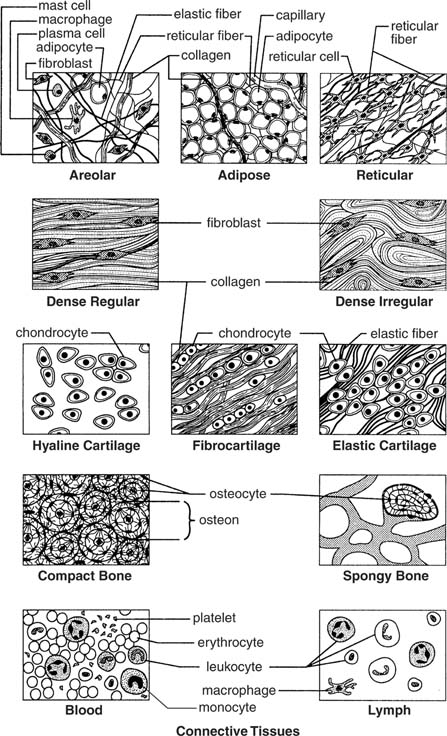 mast cell
macrophage
plasma cell
adipocyte
fibroblast
elastic fiber
reticular fiber
collagen
capillary
adipocyte
reticular cell
reticular
fiber
Areolar
Adipose
Reticular
fibroblast
collagen
Dense Regular
Dense Irregular
chondrocyte
chondrocyte
elastic fiber
Hyaline Cartilage
Fibrocartilage
Elastic Cartilage
osteocyte
osteon
Compact Bone
Spongy Bone
platelet
erythrocyte
leukocyte
macrophage
monocyte
Blood
Lymph
Connective Tissues